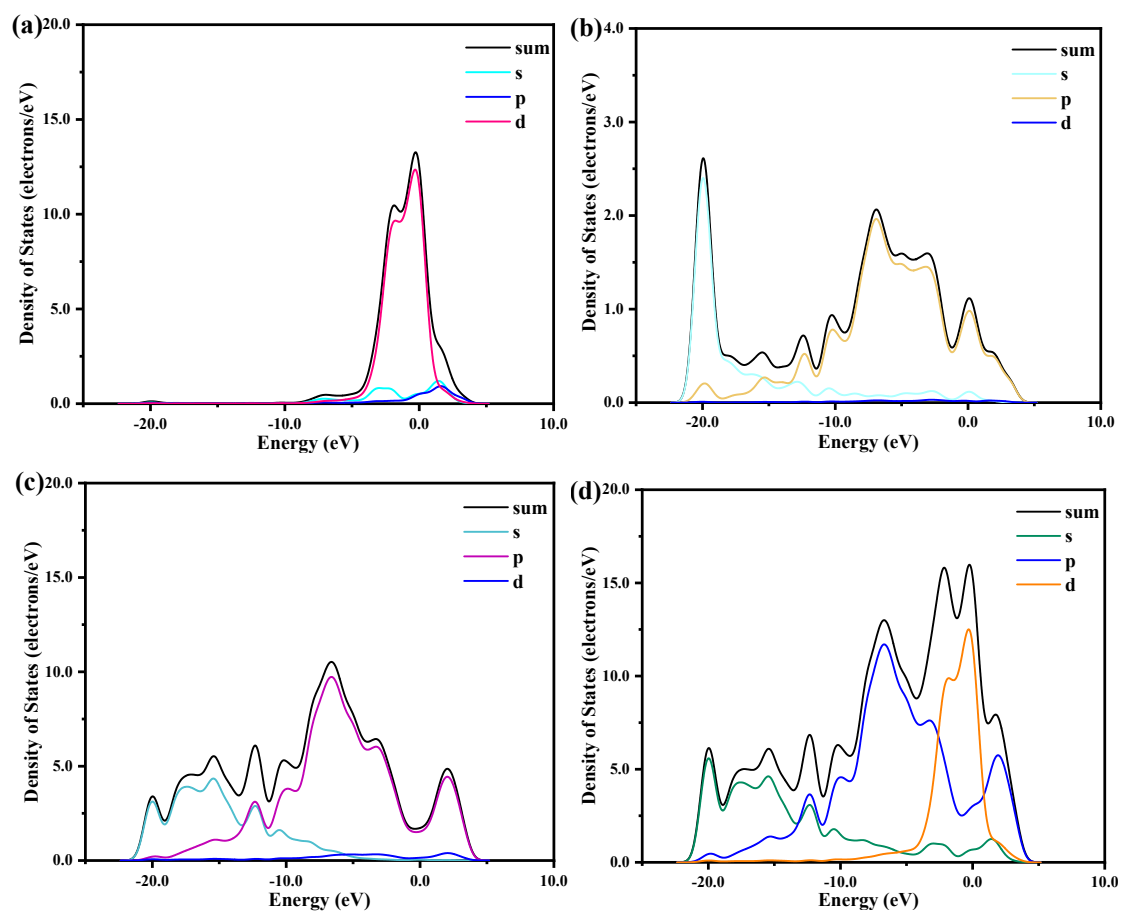 (a)
20.0
15.0
10.0
5.0
0.0
Density of States (electrons/eV)
-20.0 -10.0 0.0 10.0
Energy (eV)
sum
s
p
d
(b)
4.0
3.0
2.0
1.0
0.0
Density of States (electrons/eV)
-20.0 -10.0 0.0 10.0
Energy (eV)
sum
s
p
d
(c)
20.0
15.0
10.0
5.0
0.0
Density of States (electrons/eV)
-20.0 -10.0 0.0 10.0
Energy (eV)
sum
s
p
d
(d)
20.0
15.0
10.0
5.0
0.0
Density of States (electrons/eV)
-20.0 -10.0 0.0 10.0
Energy (eV)
sum
s
p
d